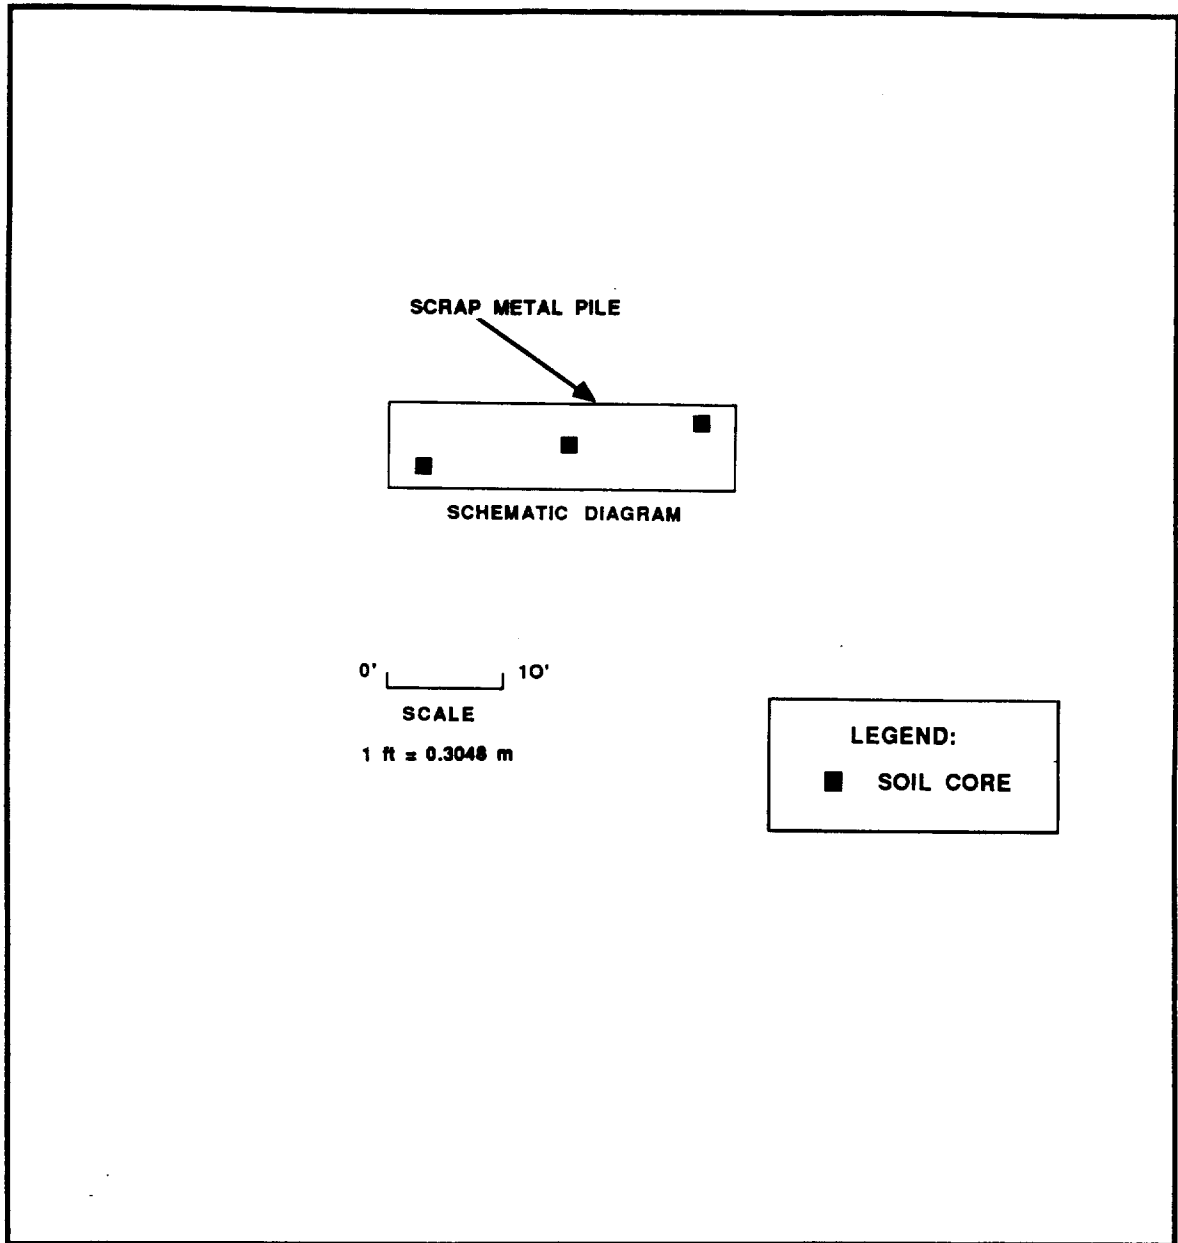 SCRAP METAL PILE
SCHEMATIC DIAGRAM
0' 10'
SCALE
1 ft = 0.3048 m
LEGEND:
SOIL CORE